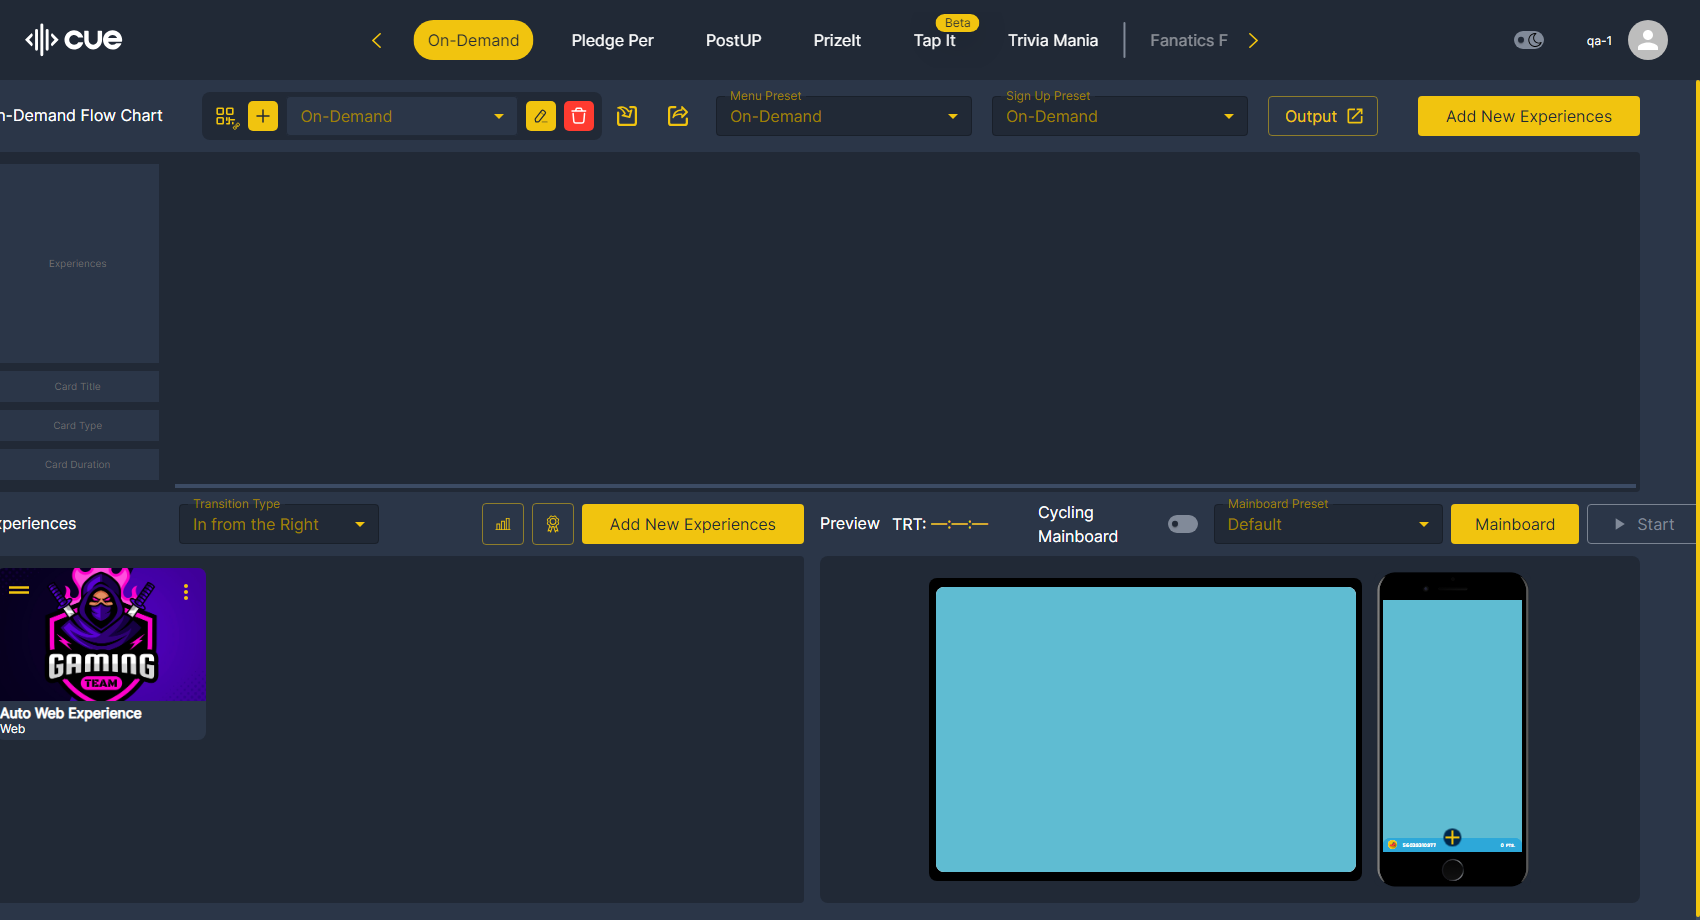 cue
On-Demand
Pledge Per
PostUP
PrizeIt
Beta
Tap It
Trivia Mania
Fanatics F
qa-1
n-Demand Flow Chart
On-Demand
Menu Preset
On-Demand
Sign Up Preset
On-Demand
Output
Add New Experiences
Experiences
Card Title
Card Type
Card Duration
xperiences
Transition Type
In from the Right
Add New Experiences
Preview TRT: —:—:—
Cycling
Mainboard
Mainboard Preset
Default
Mainboard
Start
GAMING
TEAM
Auto Web Experience
Web
0 PTS.